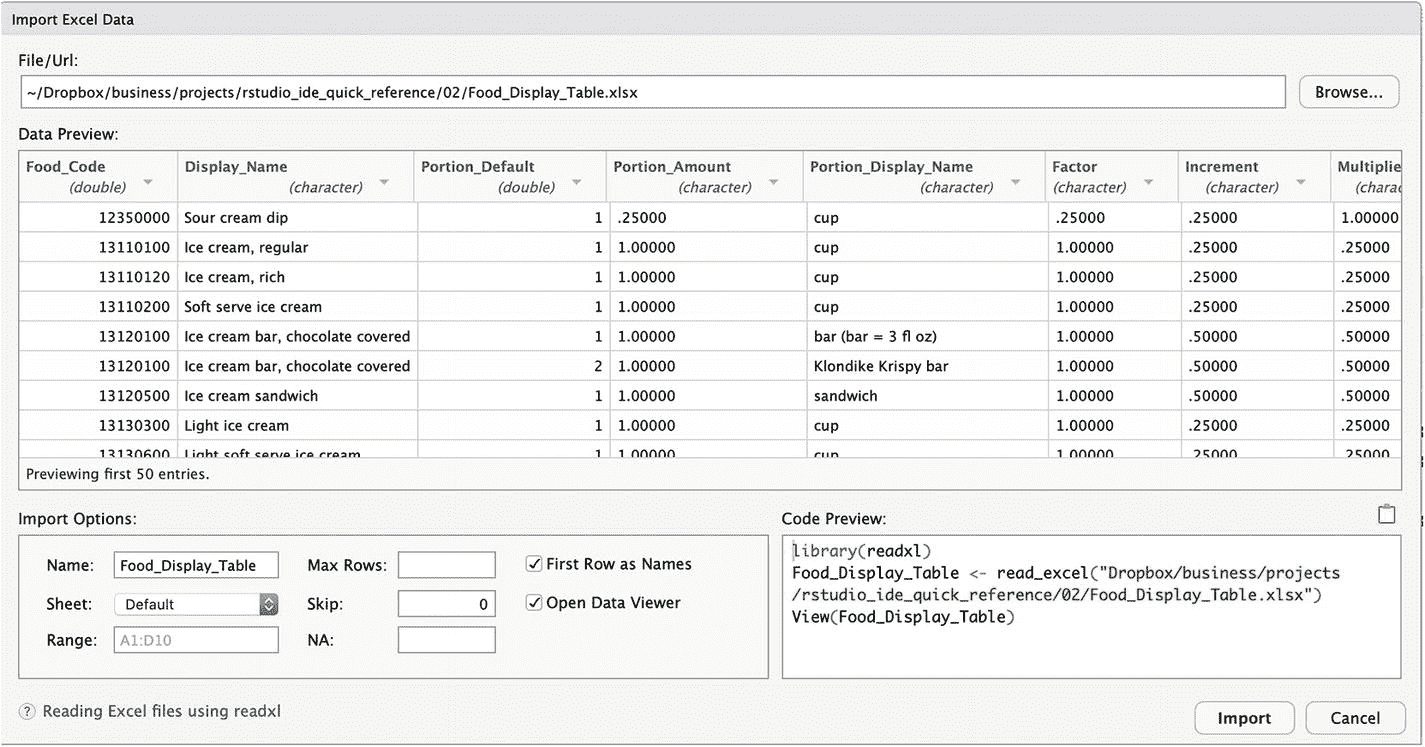 Import Excel Data
File/Url:
~/Dropbox/business/projects/rstudio_ide_quick_reference/02/Food_Display_Table.xlsx Browse...
Data Preview:
Food_Code Display_Name Portion_Default Portion_Amount Portion_Display_Name Factor Increment Multiplie
(double) (character) (double) (character) (character) (character) (character) (charac
12350000 Sour cream dip 1 .25000 cup .25000 .25000 1.00000
13110100 Ice cream, regular 1 1.00000 cup 1.00000 .25000 .25000
13110120 Ice cream, rich 1 1.00000 cup 1.00000 .25000 .25000
13110200 Soft serve ice cream 1 1.00000 cup 1.00000 .25000 .25000
13120100 Ice cream bar, chocolate covered 1 1.00000 bar (bar = 3 fl oz) 1.00000 .50000 .50000
13120100 Ice cream bar, chocolate covered 2 1.00000 Klondike Krispy bar 1.00000 .50000 .50000
13120500 Ice cream sandwich 1 1.00000 sandwich 1.00000 .50000 .50000
13130300 Light ice cream 1 1.00000 cup 1.00000 .25000 .25000
13130600 Light soft serve ice cream 1 1.00000 cup 1.00000 .25000 .25000
Previewing first 50 entries.
Import Options:
Name: Food_Display_Table Max Rows: First Row as Names
Sheet: Default Skip: 0 Open Data Viewer
Range: A1:D10 NA:
Code Preview:
library(readxl)
Food_Display_Table <- read_excel("Dropbox/business/projects
/rstudio_ide_quick_reference/02/Food_Display_Table.xlsx")
View(Food_Display_Table)
? Reading Excel files using readxl
Import Cancel